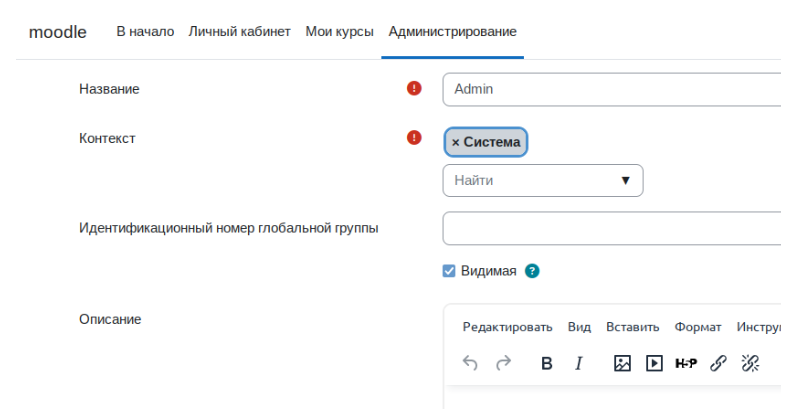 moodle В начало Личный кабинет Мои курсы Администрирование
Название Admin
Контекст × Система
Найти ▼
Идентификационный номер глобальной группы
Видимая ?
Описание
Редактировать Вид Вставить Формат
B I H5P